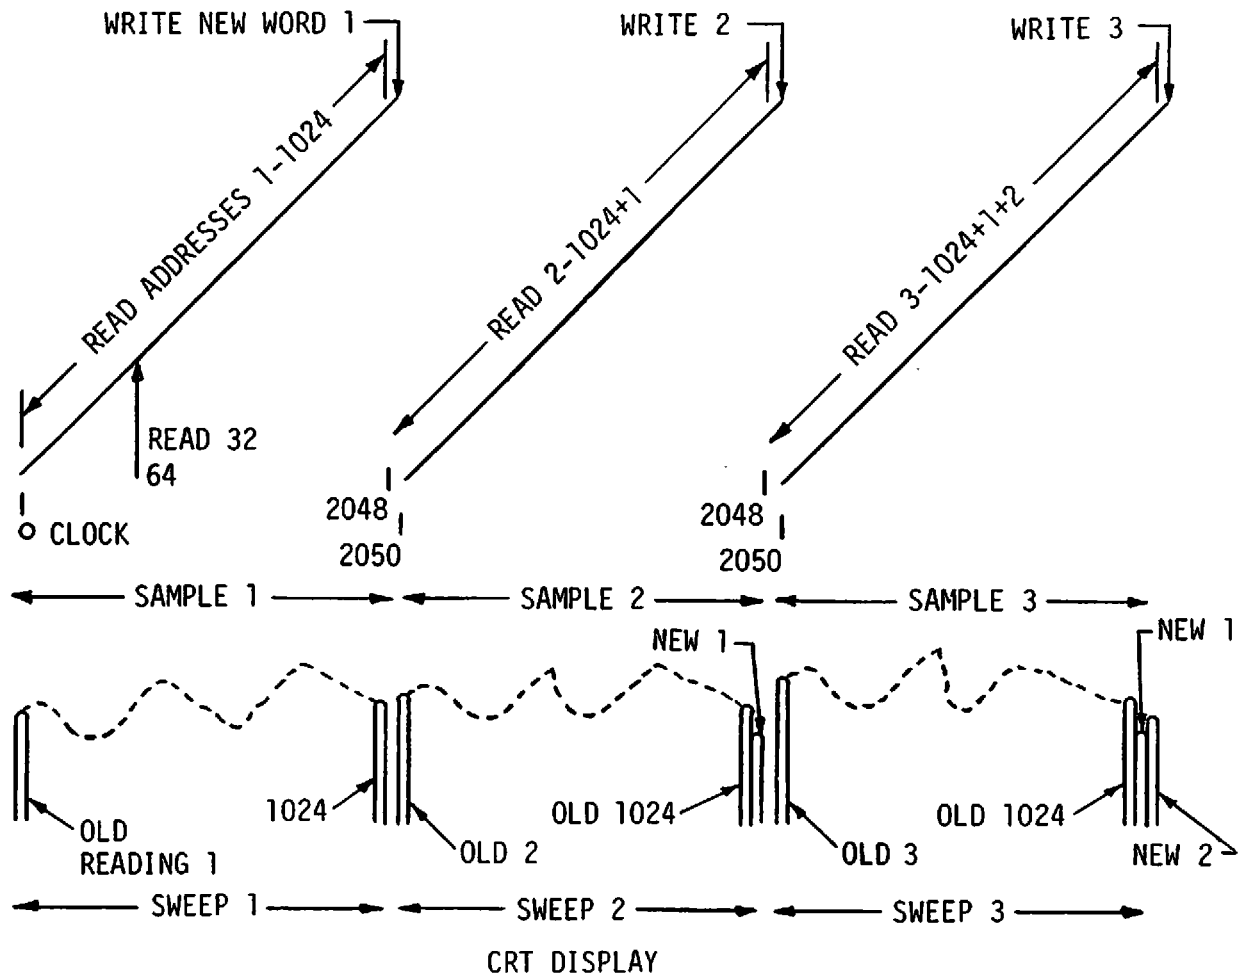 WRITE NEW WORD 1
WRITE 2
WRITE 3
READ ADDRESSES 1-1024
READ 2-1024+1
READ 3-1024+1+2
READ 32
64
2048
2048
O CLOCK
2050
2050
SAMPLE 1
SAMPLE 2
SAMPLE 3
NEW 1
NEW 1
1024
OLD 1024
OLD 1024
OLD
READING 1
OLD 2
OLD 3
NEW 2
SWEEP 1
SWEEP 2
SWEEP 3
CRT DISPLAY